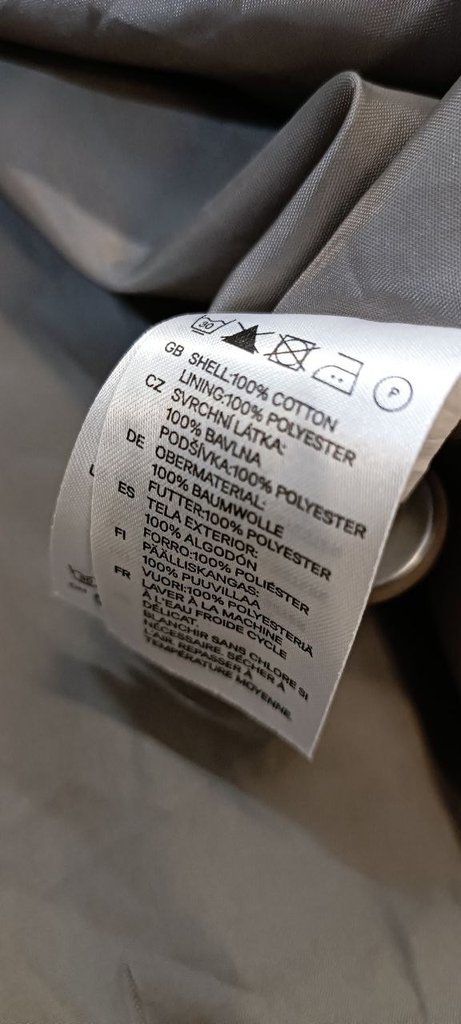 30
P
GB SHELL:100% COTTON
LINING:100% POLYESTER
CZ SVRCHNÍ LÁTKA:
100% BAVLNA
PODŠÍVKA:100% POLYESTER
DE OBERMATERIAL:
100% BAUMWOLLE
FUTTER:100% POLYESTER
ES TELA EXTERIOR:
100% ALGODÓN
FORRO:100% POLIÉSTER
FI PÄÄLLISKANGAS:
100% PUUVILLAA
VUORI:100% POLYESTERIÄ
FR LAVER À LA MACHINE
À L'EAU FROIDE CYCLE
DÉLICAT.
BLANCHIR SANS CHLORE SI
NÉCESSAIRE. SÉCHER À
L'AIR. REPASSER À
TEMPÉRATURE MOYENNE.